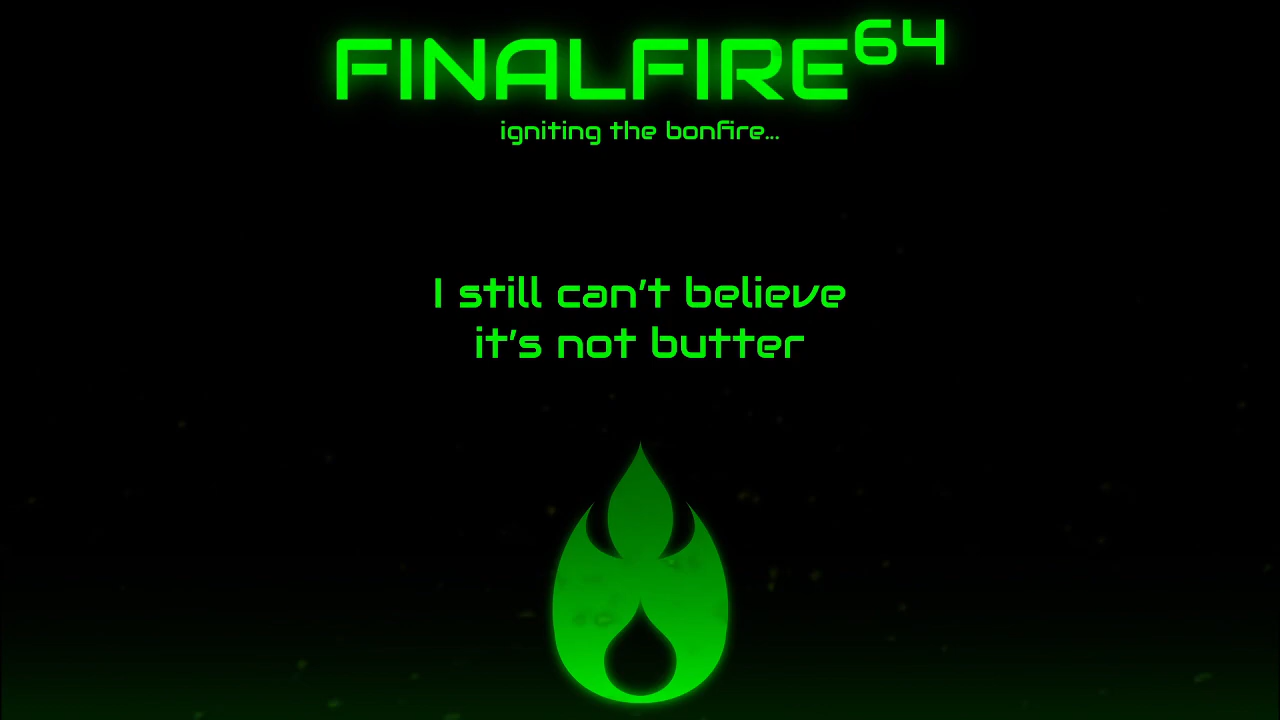 FINALFIRE64
igniting the bonfire...
I still can't believe
it's not butter